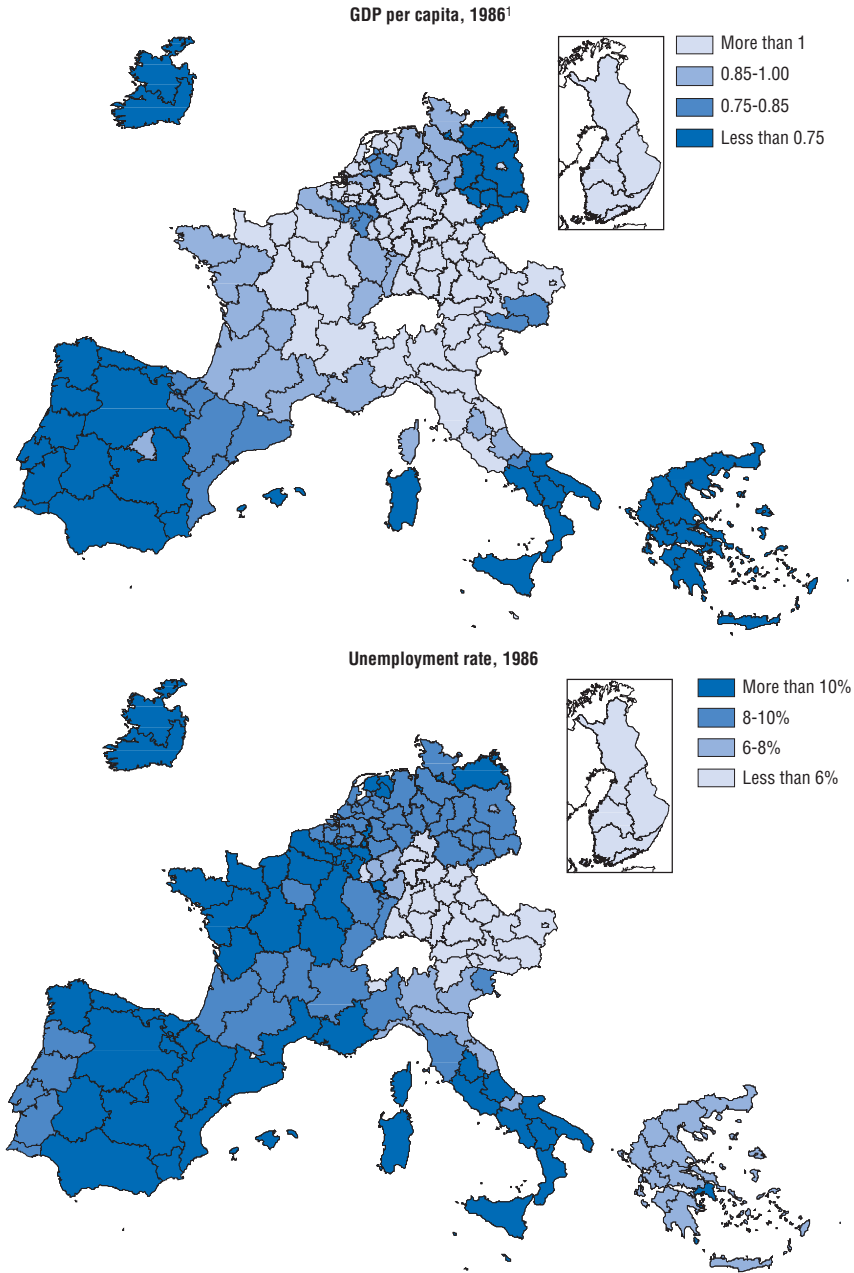 GDP per capita, 1986¹
More than 1
0.85-1.00
0.75-0.85
Less than 0.75
Unemployment rate, 1986
More than 10%
8-10%
6-8%
Less than 6%